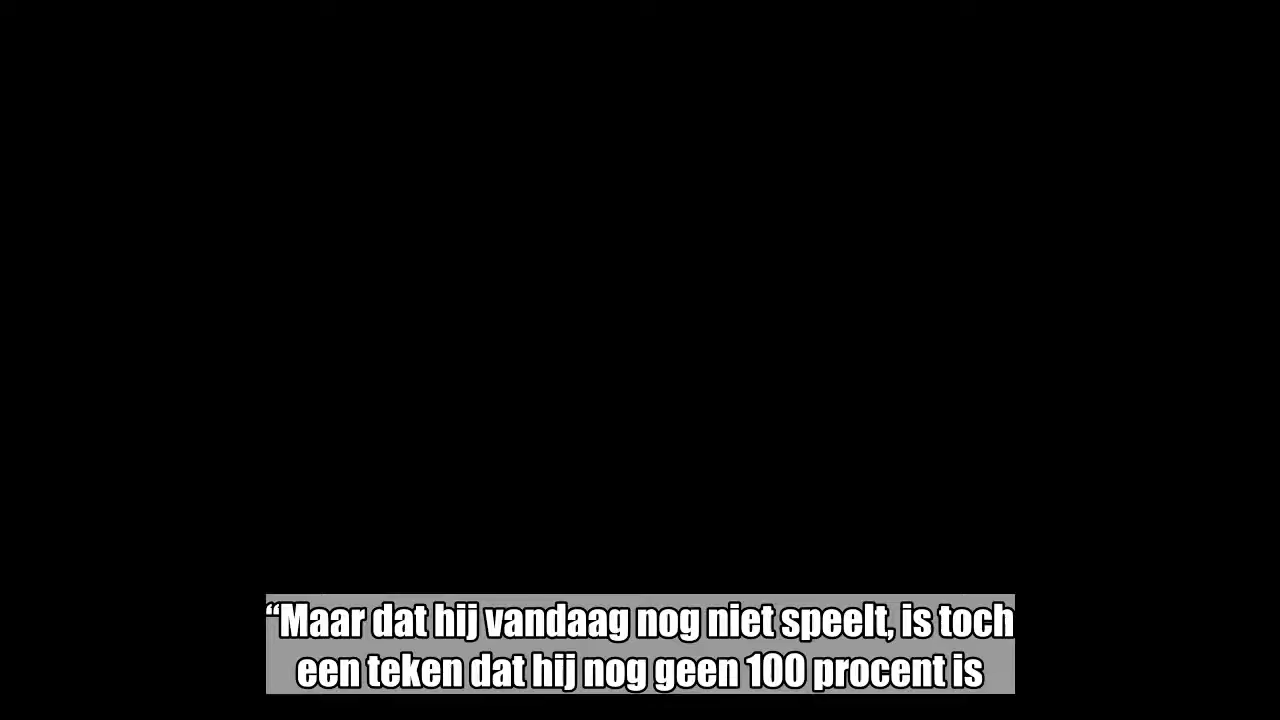 “Maar dat hij vandaag nog niet speelt, is toch
een teken dat hij nog geen 100 procent is